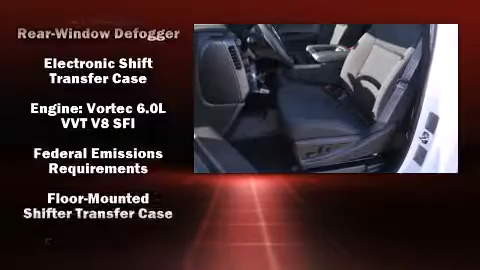 Rear-Window Defogger
Electronic Shift
Transfer Case
Engine: Vortec 6.0L
VVT V8 SFI
Federal Emissions
Requirements
Floor-Mounted
Shifter Transfer Case